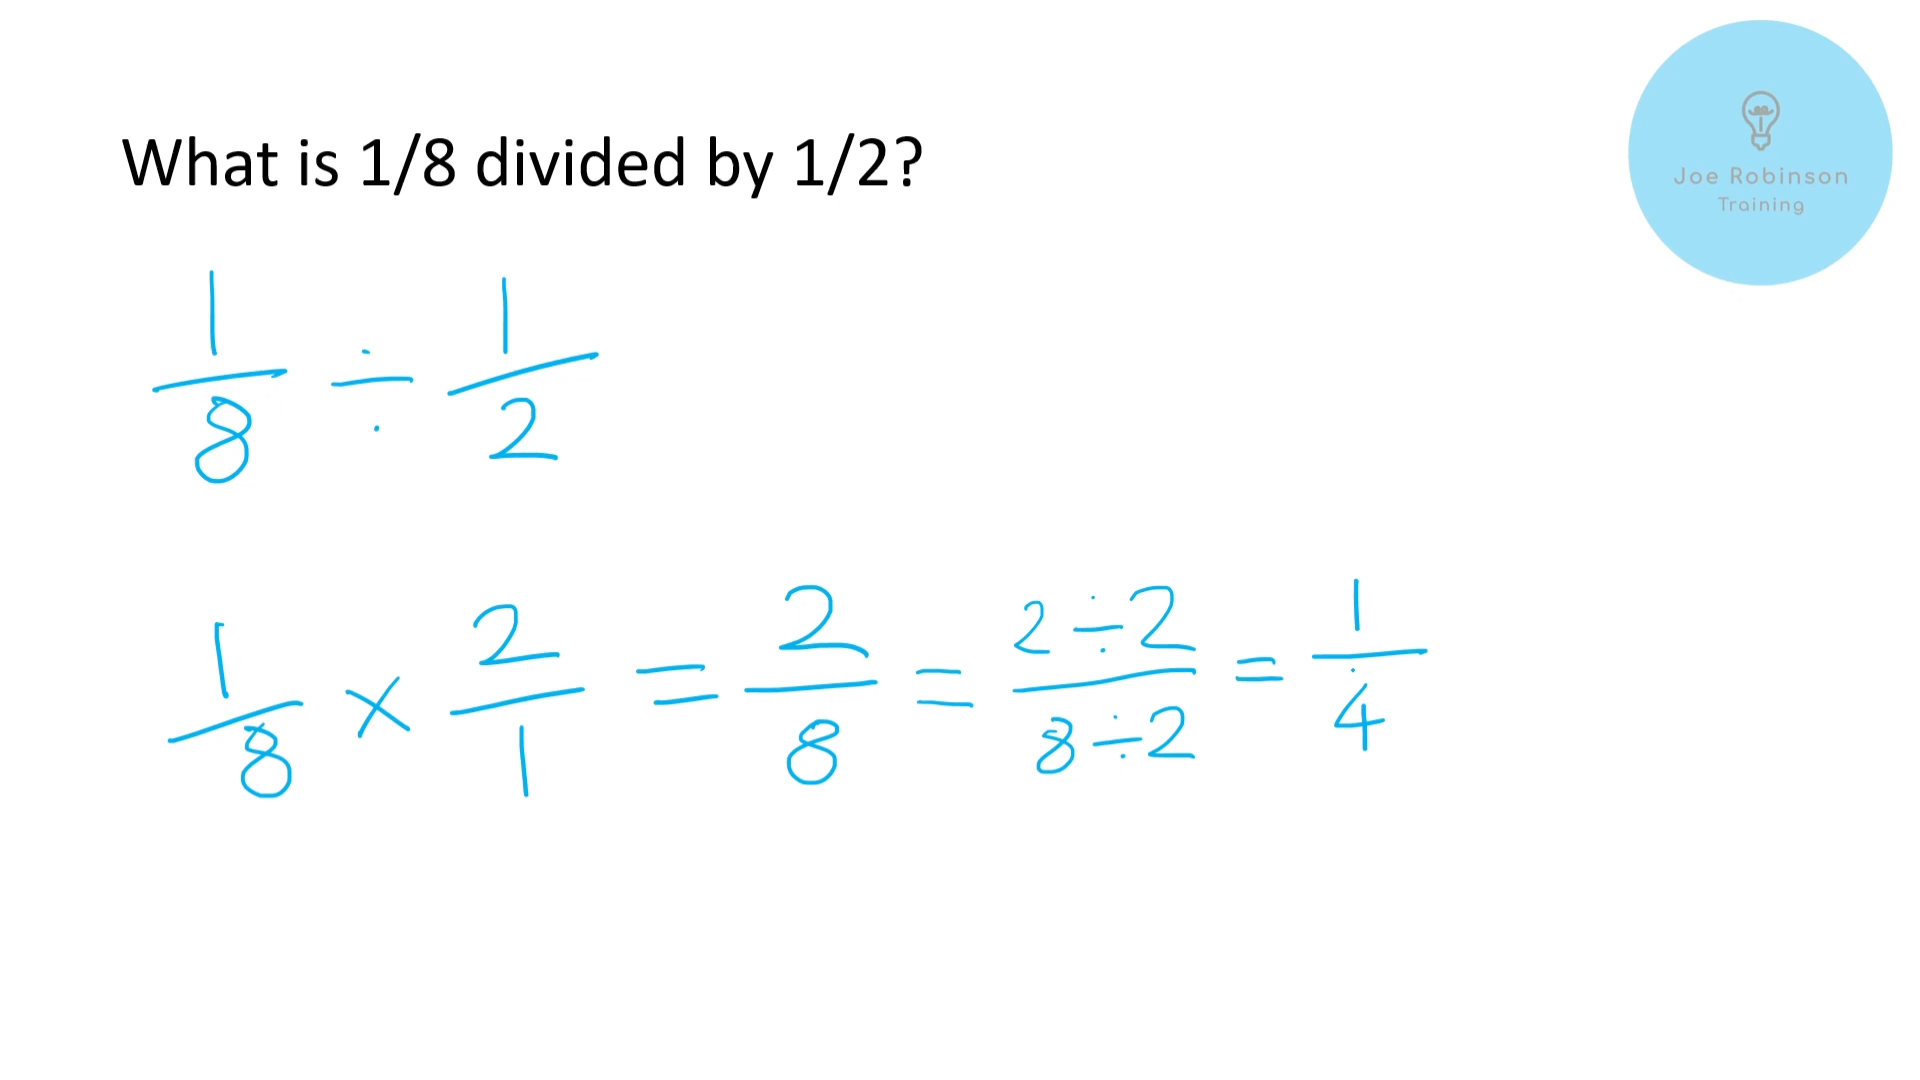 What is 1/8 divided by 1/2?
Joe Robinson
Training
1/8 ÷ 1/2
1/8 × 2/1 = 2/8 = 2÷2/8÷2 = 1/4